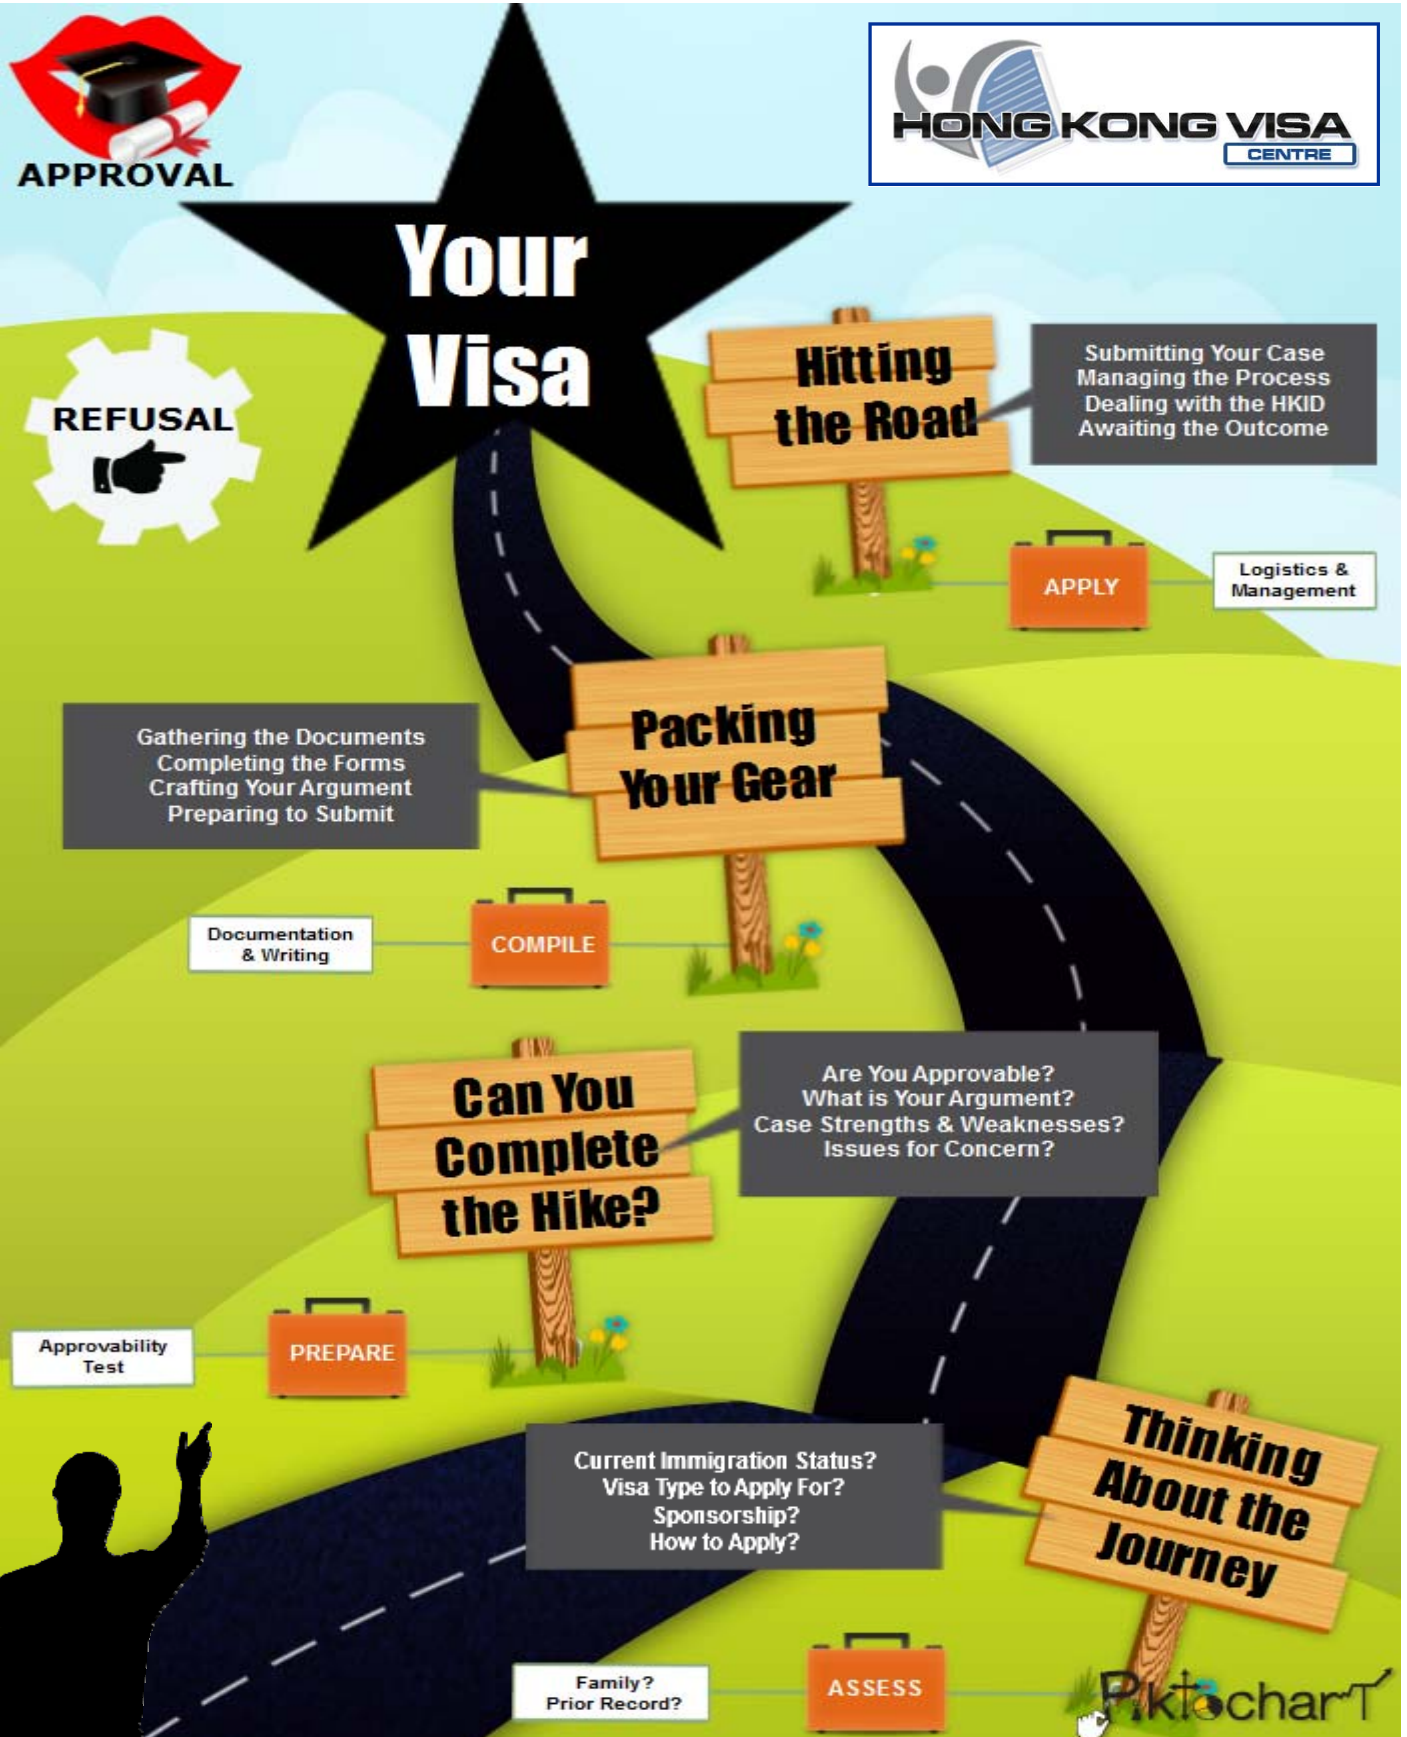 APPROVAL
HONG KONG VISA
CENTRE
Your
Visa
REFUSAL
Hitting
the Road
Submitting Your Case
Managing the Process
Dealing with the HKID
Awaiting the Outcome
APPLY
Logistics &
Management
Packing
Your Gear
Gathering the Documents
Completing the Forms
Crafting Your Argument
Preparing to Submit
Documentation
& Writing
COMPILE
Can You
Complete
the Hike?
Are You Approvable?
What is Your Argument?
Case Strengths & Weaknesses?
Issues for Concern?
Approvability
Test
PREPARE
Thinking
About the
Journey
Current Immigration Status?
Visa Type to Apply For?
Sponsorship?
How to Apply?
Family?
Prior Record?
ASSESS
Piktochart